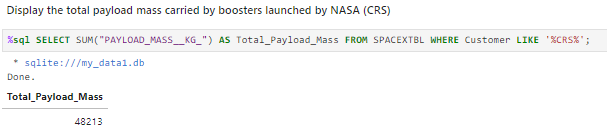 Display the total payload mass carried by boosters launched by NASA (CRS)
%sql SELECT SUM("PAYLOAD_MASS__KG_") AS Total_Payload_Mass FROM SPACEXTBL WHERE Customer LIKE '%CRS%';
* sqlite:///my_data1.db
Done.
Total_Payload_Mass
48213